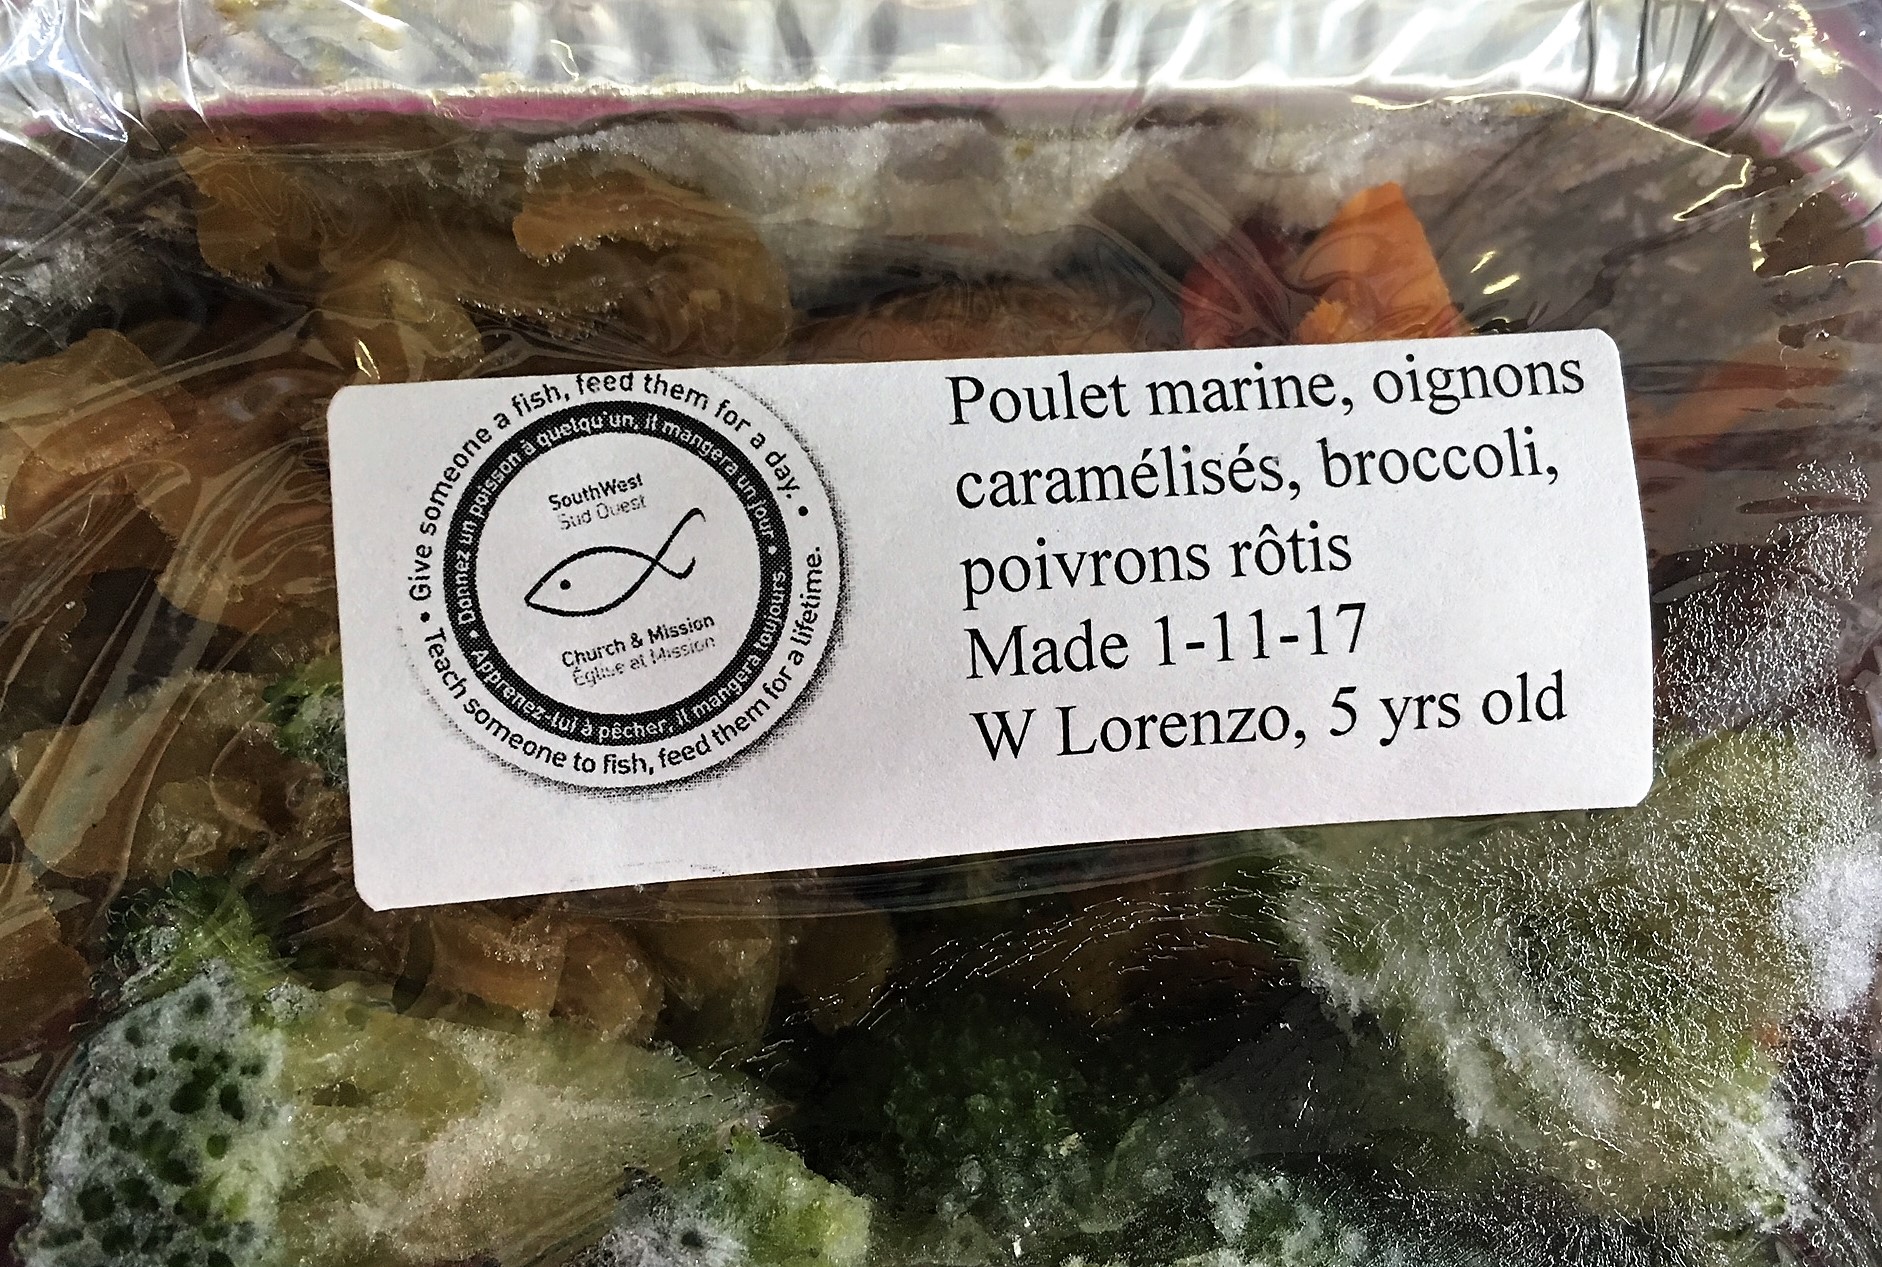 • Give someone a fish, feed them for a day. •
Teach someone to fish, feed them for a lifetime.
• Donnez un poisson à quelqu'un, il mangera un jour •
Apprenez-lui à pêcher, il mangera toujours
SouthWest
Sud Ouest
Church & Mission
Église et Mission
Poulet marine, oignons
caramélisés, broccoli,
poivrons rôtis
Made 1-11-17
W Lorenzo, 5 yrs old